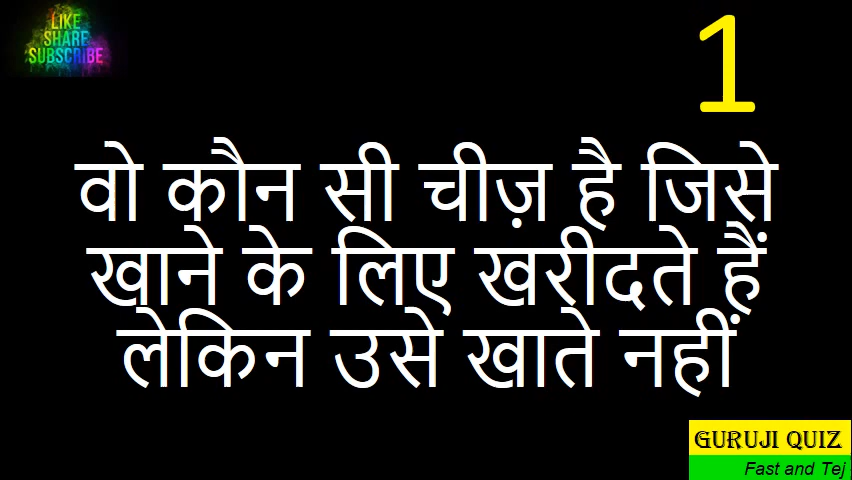 LIKE
SHARE
SUBSCRIBE
1
वो कौन सी चीज़ है जिसे
खाने के लिए खरीदते हैं
लेकिन उसे खाते नहीं
GURUJI QUIZ
Fast and Tej